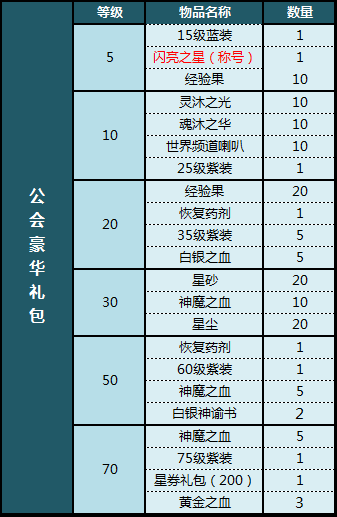 公会豪华礼包
等级 物品名称 数量
5
15级蓝装 1
闪亮之星（称号） 1
经验果 10
10
灵沐之光 10
魂沐之华 10
世界频道喇叭 10
25级紫装 1
20
经验果 20
恢复药剂 1
35级紫装 5
白银之血 5
30
星砂 20
神魔之血 10
星尘 20
50
恢复药剂 1
60级紫装 1
神魔之血 5
白银神谕书 2
70
神魔之血 5
75级紫装 1
星券礼包（200） 1
黄金之血 3